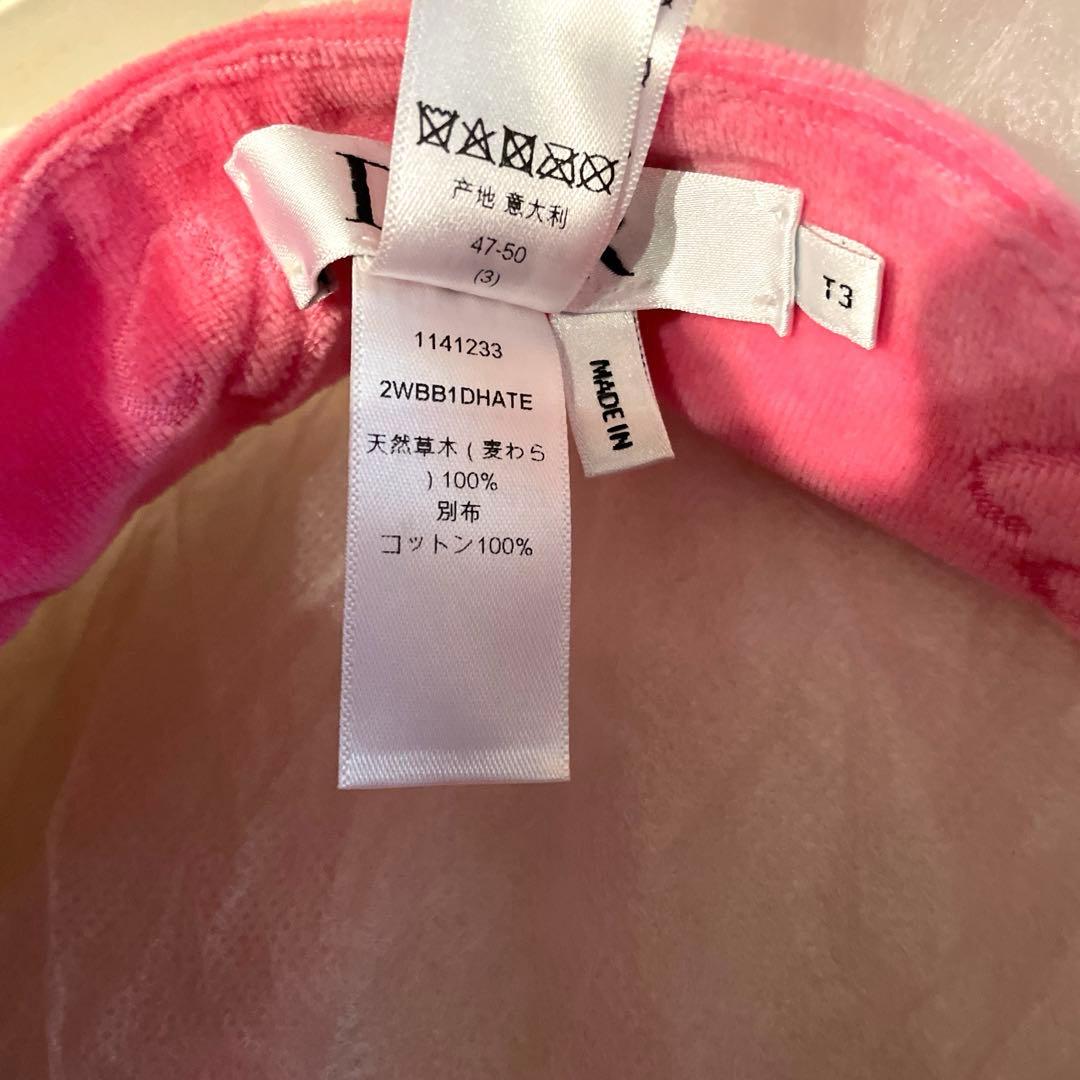 产地 意大利
47-50
(3)
T3
MADE IN
1141233
2WBB1DHATE
天然草木 ( 麦わら
) 100%
別布
コットン100%